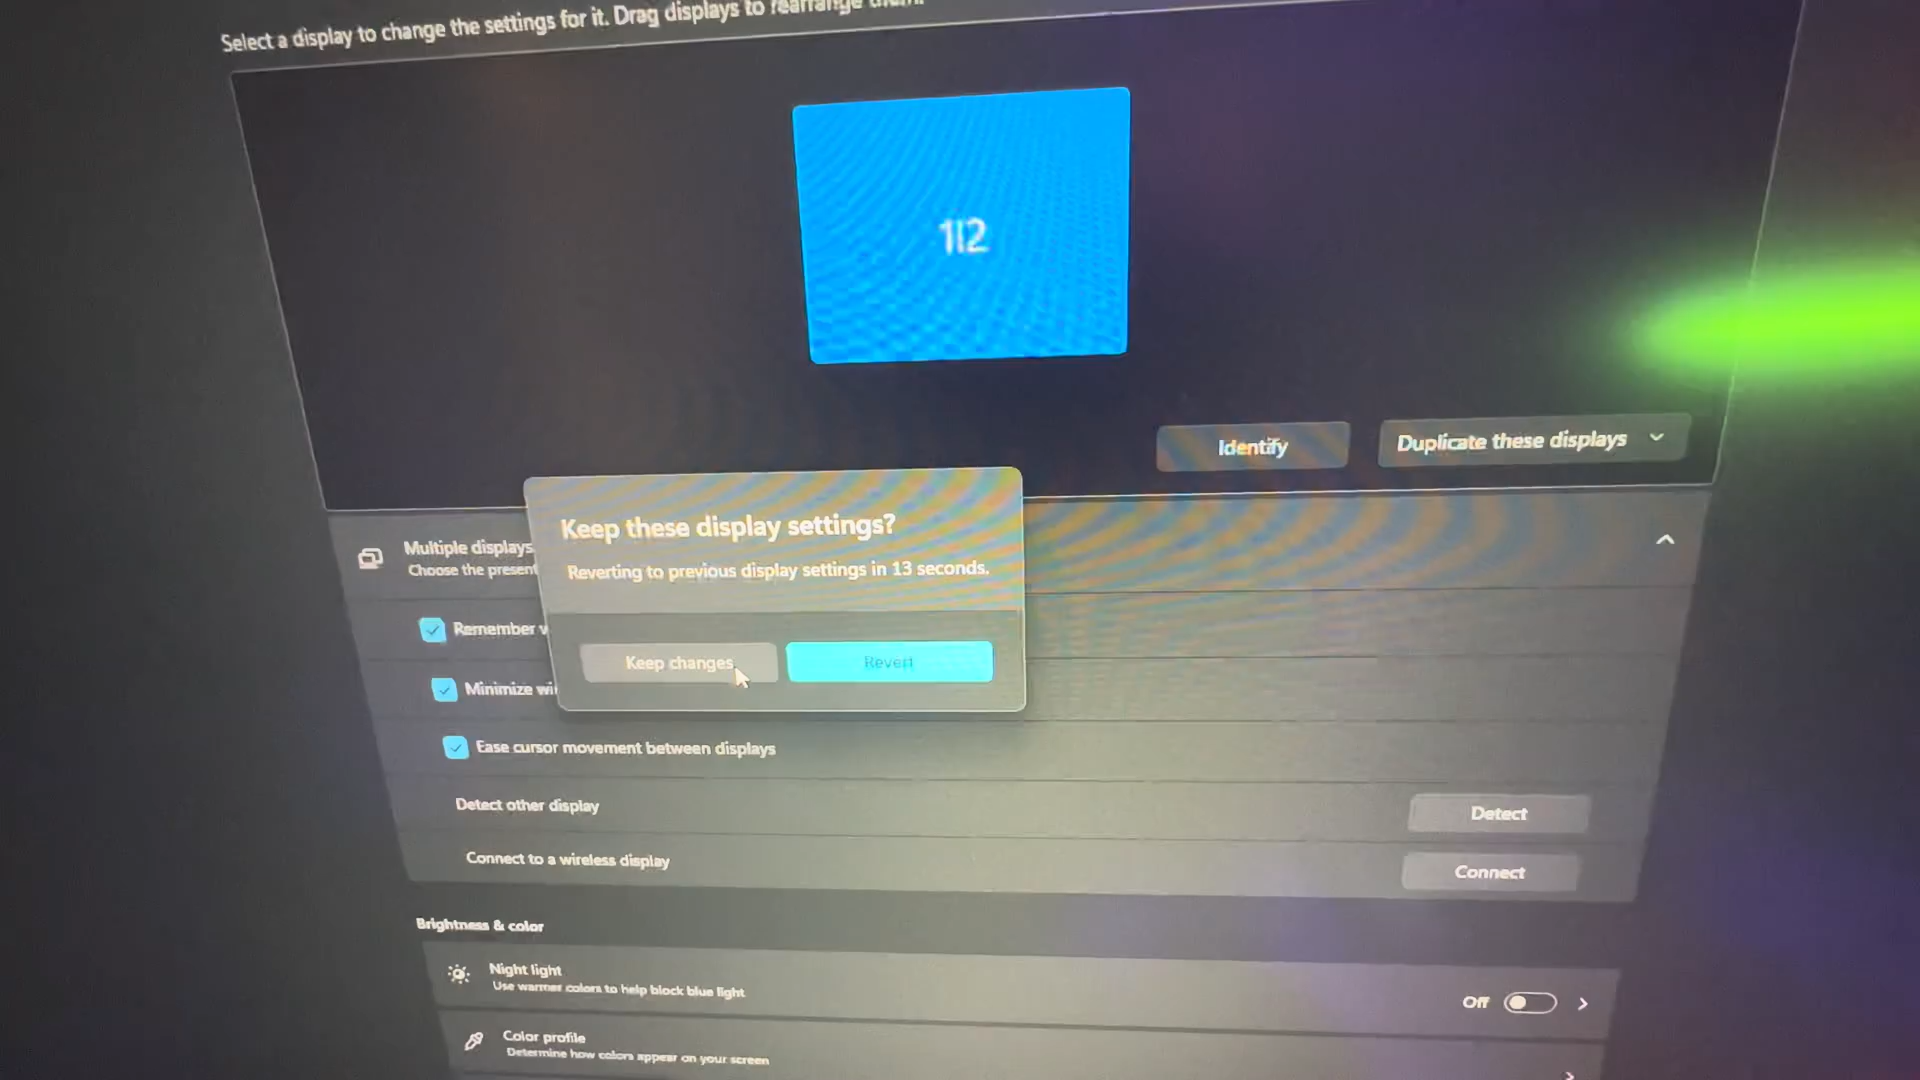 Select a display to change the settings for it. Drag displays to rearrange them.
1|2
Identify
Duplicate these displays
Keep these display settings?
Reverting to previous display settings in 13 seconds.
Keep changes
Revert
Multiple displays
Choose the present
Remember w
Minimize wi
Ease cursor movement between displays
Detect other display
Detect
Connect to a wireless display
Connect
Brightness & color
Night light
Use warmer colors to help block blue light
Off
Color profile
Determine how colors appear on your screen